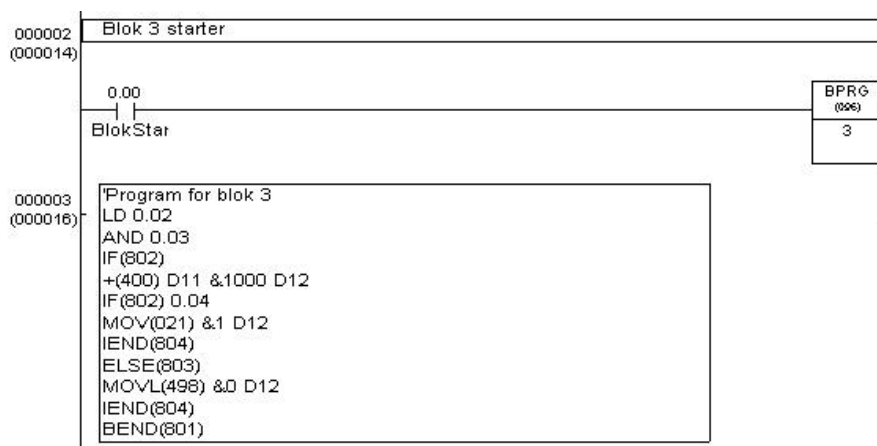 000002
(000014)
Blok 3 starter
0.00
BlokStar
BPRG
(096)
3
000003
(000016)
'Program for blok 3
LD 0.02
AND 0.03
IF(802)
+(400) D11 &1000 D12
IF(802) 0.04
MOV(021) &1 D12
IEND(804)
ELSE(803)
MOVL(498) &0 D12
IEND(804)
BEND(801)